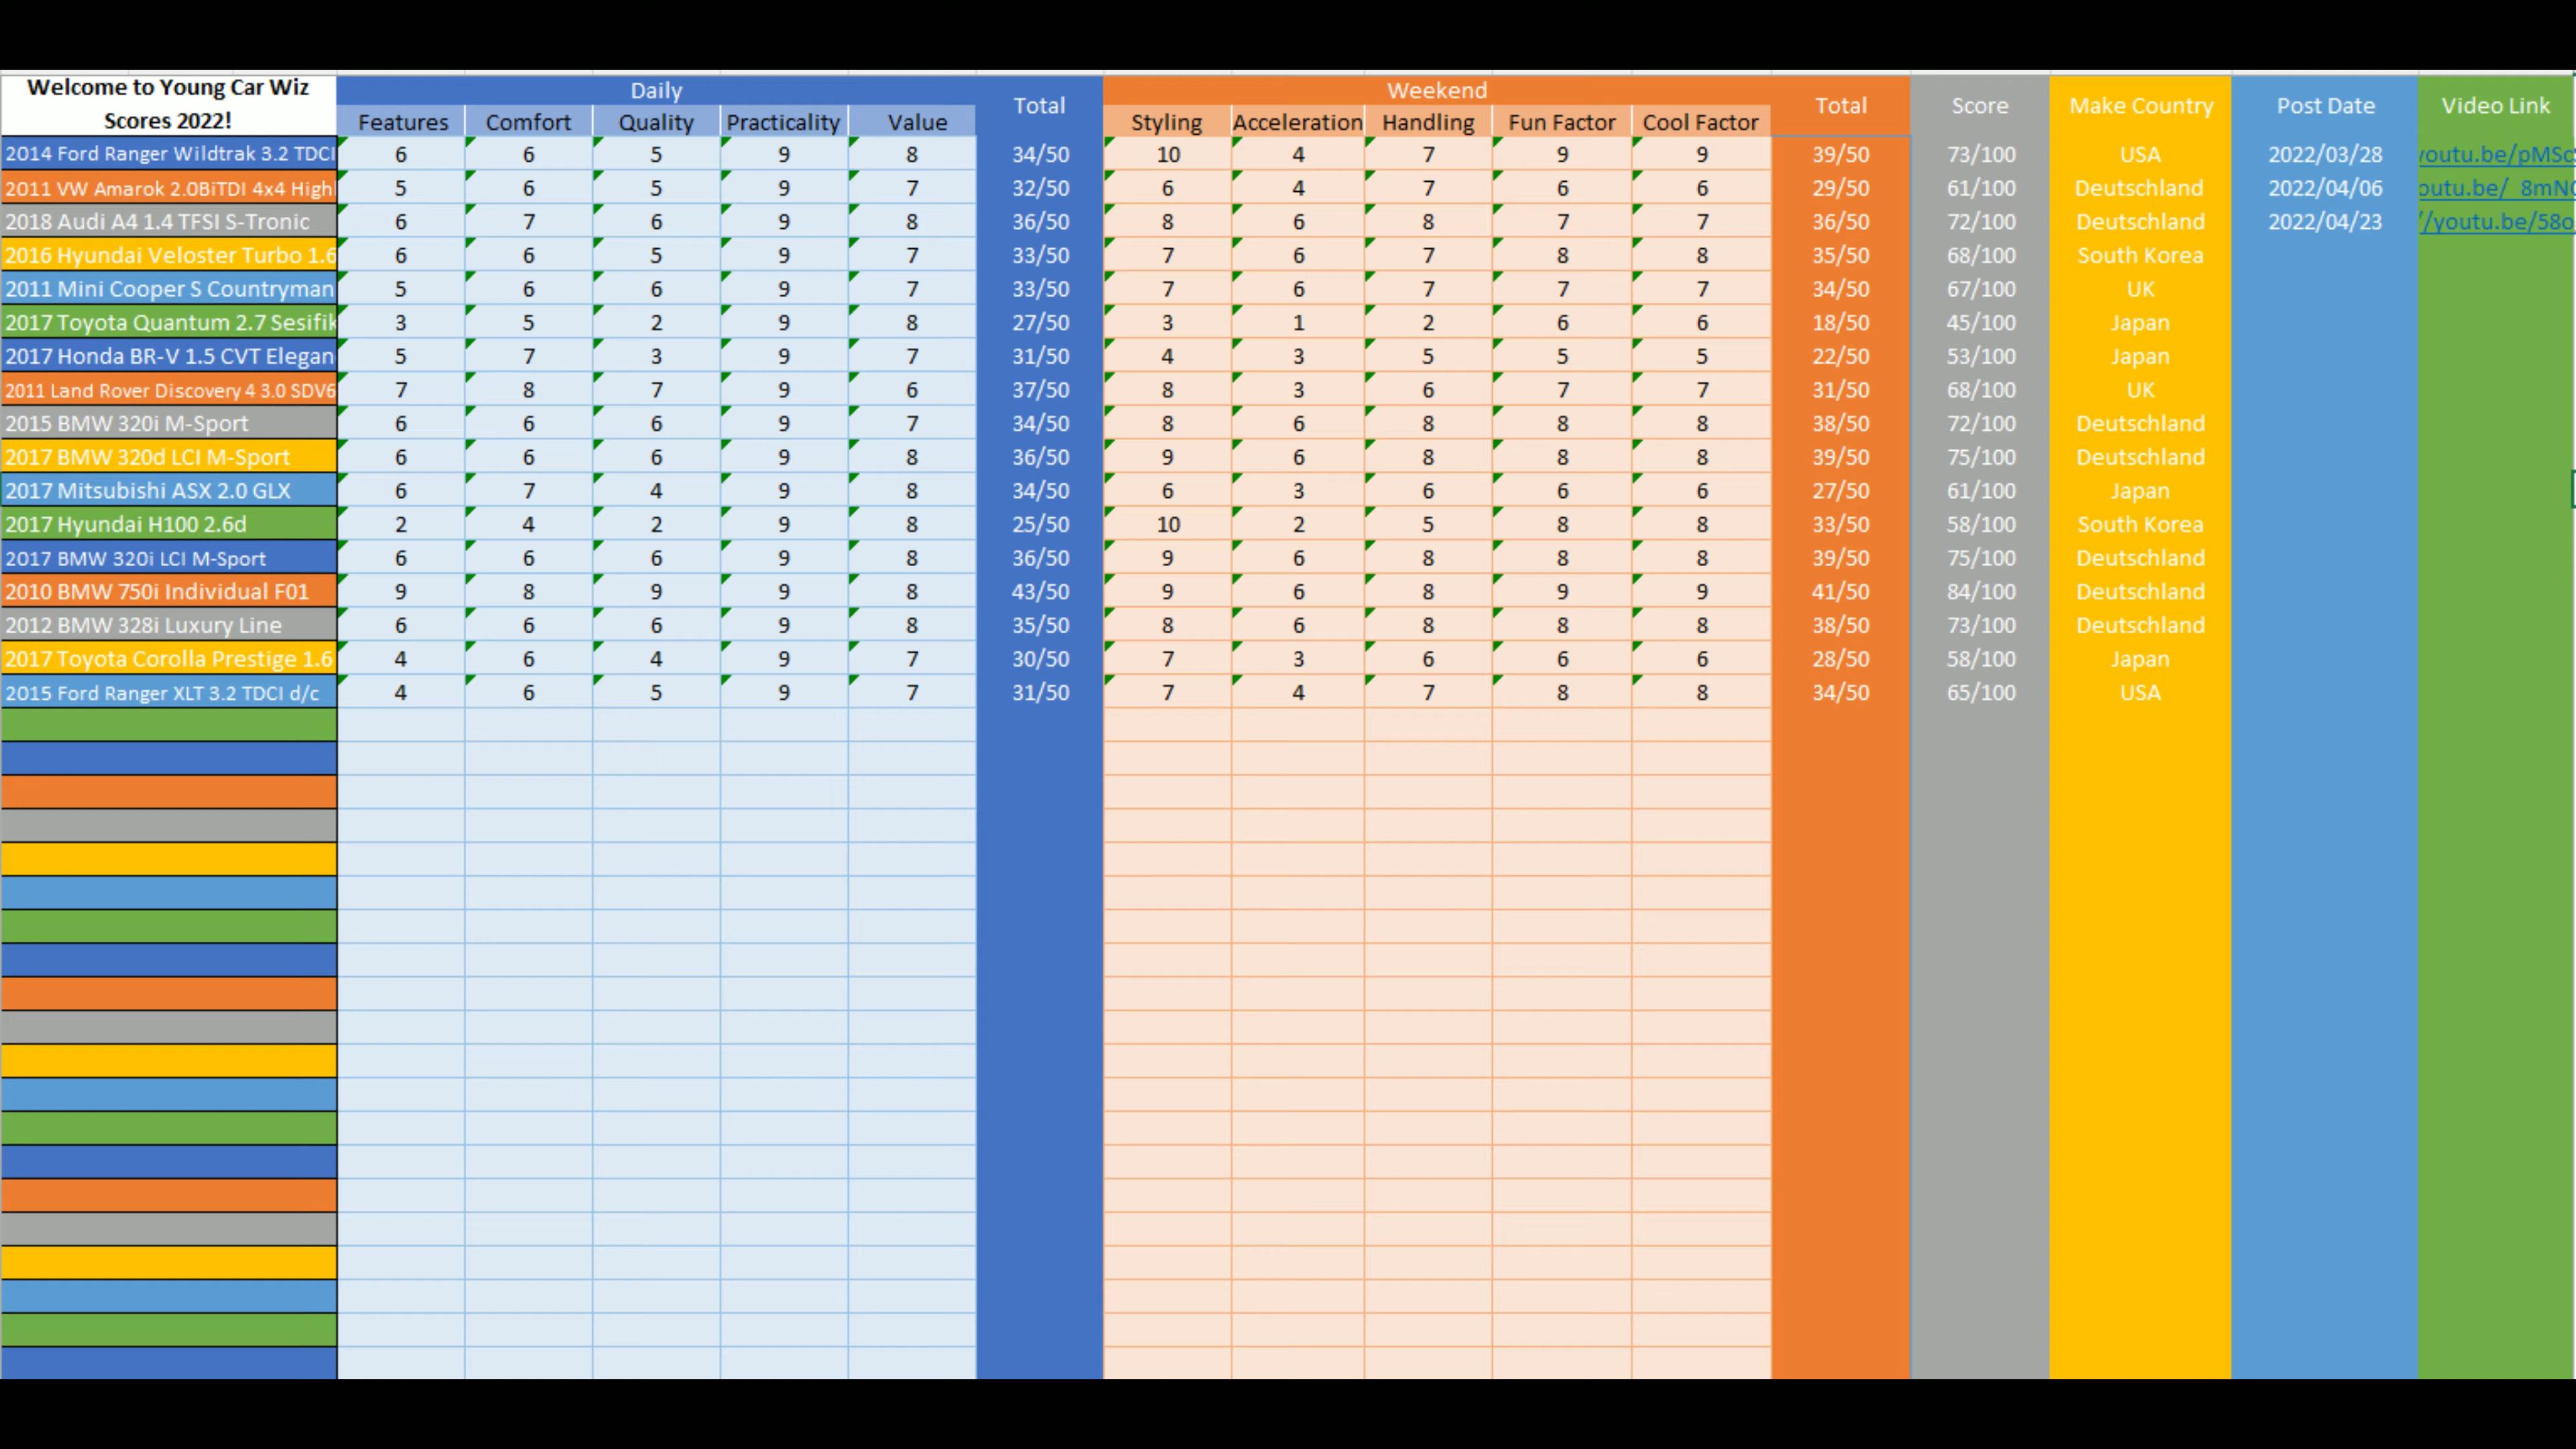 Welcome to Young Car Wiz Scores 2022! Daily Total Weekend Total Score Make Country Post Date Video Link
Features Comfort Quality Practicality Value Styling Acceleration Handling Fun Factor Cool Factor
2014 Ford Ranger Wildtrak 3.2 TDCI 6 6 5 9 8 34/50 10 4 7 9 9 39/50 73/100 USA 2022/03/28 youtu.be/pMSc
2011 VW Amarok 2.0BiTDI 4x4 High 5 6 5 9 7 32/50 6 4 7 6 6 29/50 61/100 Deutschland 2022/04/06 outu.be/_8mN
2018 Audi A4 1.4 TFSI S-Tronic 6 7 6 9 8 36/50 8 6 8 7 7 36/50 72/100 Deutschland 2022/04/23 //youtu.be/58o
2016 Hyundai Veloster Turbo 1.6 6 6 5 9 7 33/50 7 6 7 8 8 35/50 68/100 South Korea
2011 Mini Cooper S Countryman 5 6 6 9 7 33/50 7 6 7 7 7 34/50 67/100 UK
2017 Toyota Quantum 2.7 Sesifik 3 5 2 9 8 27/50 3 1 2 6 6 18/50 45/100 Japan
2017 Honda BR-V 1.5 CVT Elegan 5 7 3 9 7 31/50 4 3 5 5 5 22/50 53/100 Japan
2011 Land Rover Discovery 4 3.0 SDV6 7 8 7 9 6 37/50 8 3 6 7 7 31/50 68/100 UK
2015 BMW 320i M-Sport 6 6 6 9 7 34/50 8 6 8 8 8 38/50 72/100 Deutschland
2017 BMW 320d LCI M-Sport 6 6 6 9 8 36/50 9 6 8 8 8 39/50 75/100 Deutschland
2017 Mitsubishi ASX 2.0 GLX 6 7 4 9 8 34/50 6 3 6 6 6 27/50 61/100 Japan
2017 Hyundai H100 2.6d 2 4 2 9 8 25/50 10 2 5 8 8 33/50 58/100 South Korea
2017 BMW 320i LCI M-Sport 6 6 6 9 8 36/50 9 6 8 8 8 39/50 75/100 Deutschland
2010 BMW 750i Individual F01 9 8 9 9 8 43/50 9 6 8 9 9 41/50 84/100 Deutschland
2012 BMW 328i Luxury Line 6 6 6 9 8 35/50 8 6 8 8 8 38/50 73/100 Deutschland
2017 Toyota Corolla Prestige 1.6 4 6 4 9 7 30/50 7 3 6 6 6 28/50 58/100 Japan
2015 Ford Ranger XLT 3.2 TDCI d/c 4 6 5 9 7 31/50 7 4 7 8 8 34/50 65/100 USA